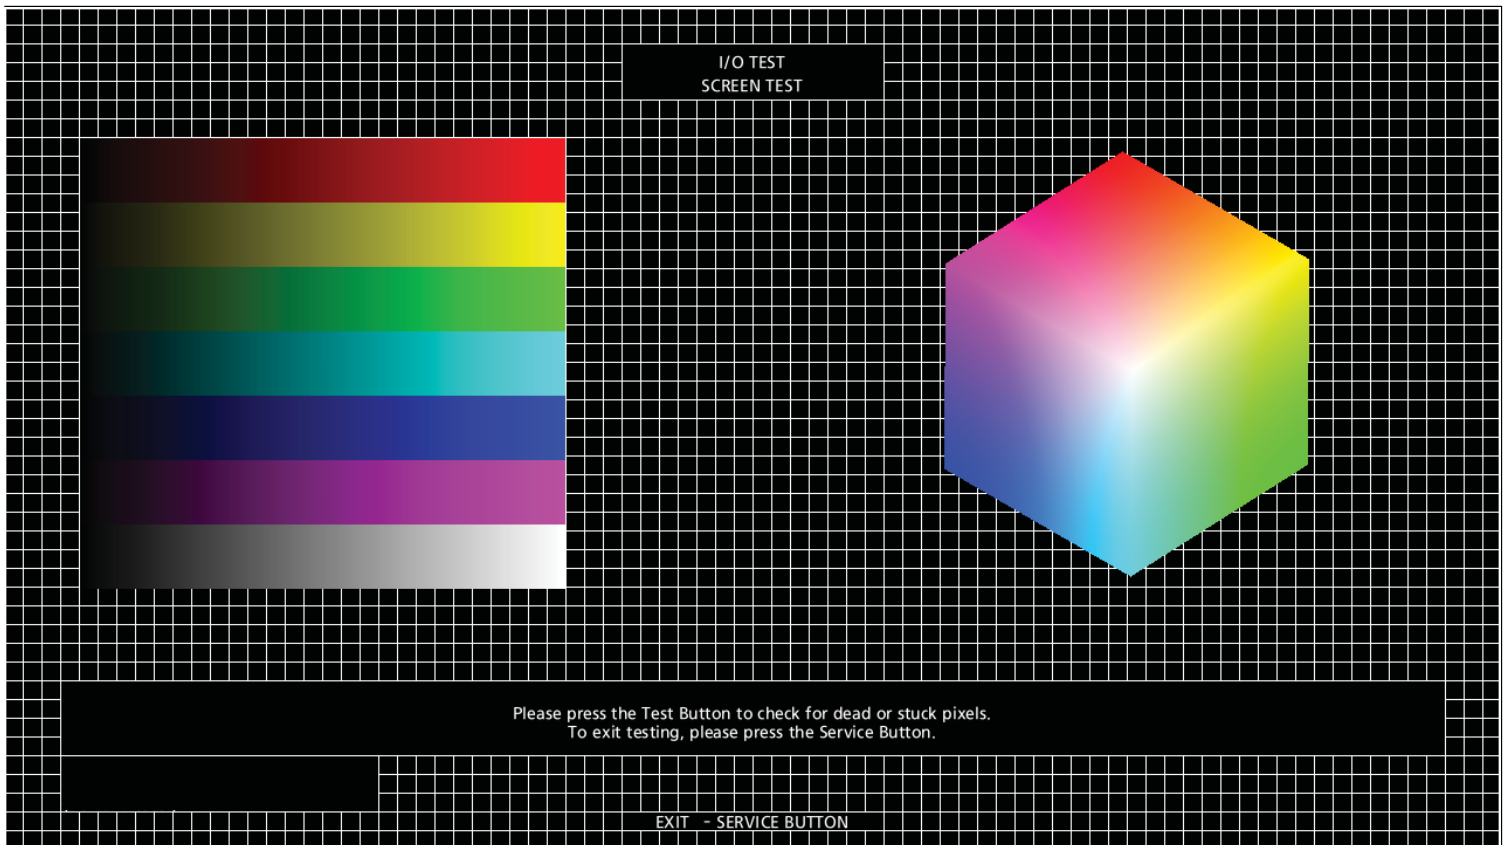 I/O TEST
SCREEN TEST
Please press the Test Button to check for dead or stuck pixels.
To exit testing, please press the Service Button.
EXIT - SERVICE BUTTON